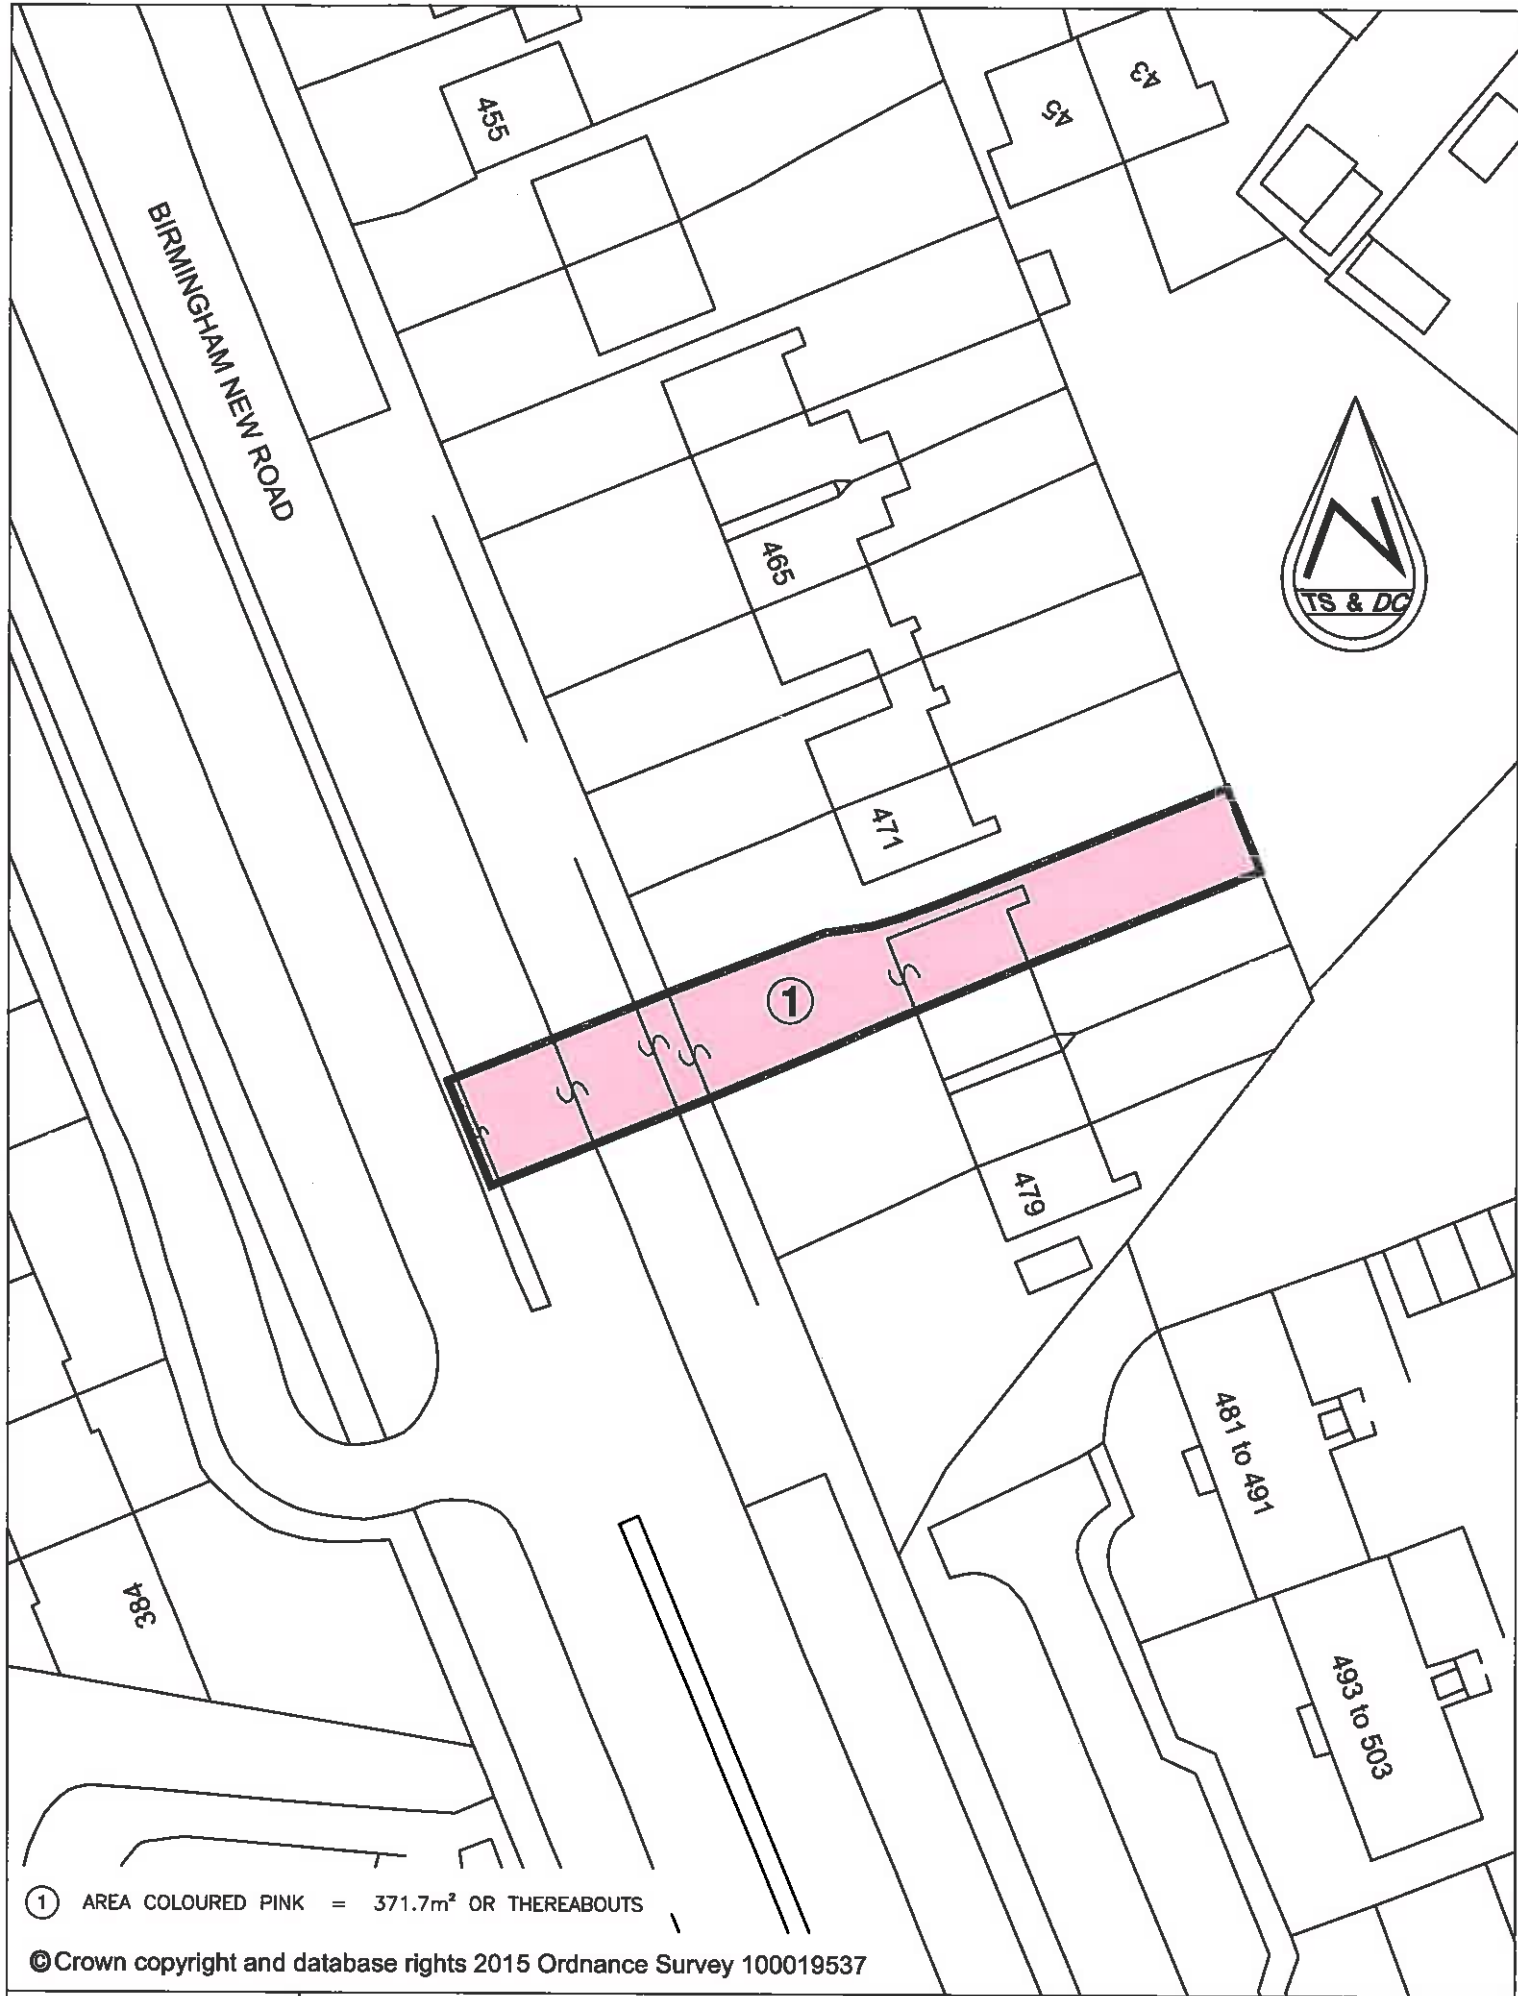 455
45
43
BIRMINGHAM NEW ROAD
465
N
TS & DC
471
1
479
481 to 491
384
493 to 503
1 AREA COLOURED PINK = 371.7m² OR THEREABOUTS
©Crown copyright and database rights 2015 Ordnance Survey 100019537